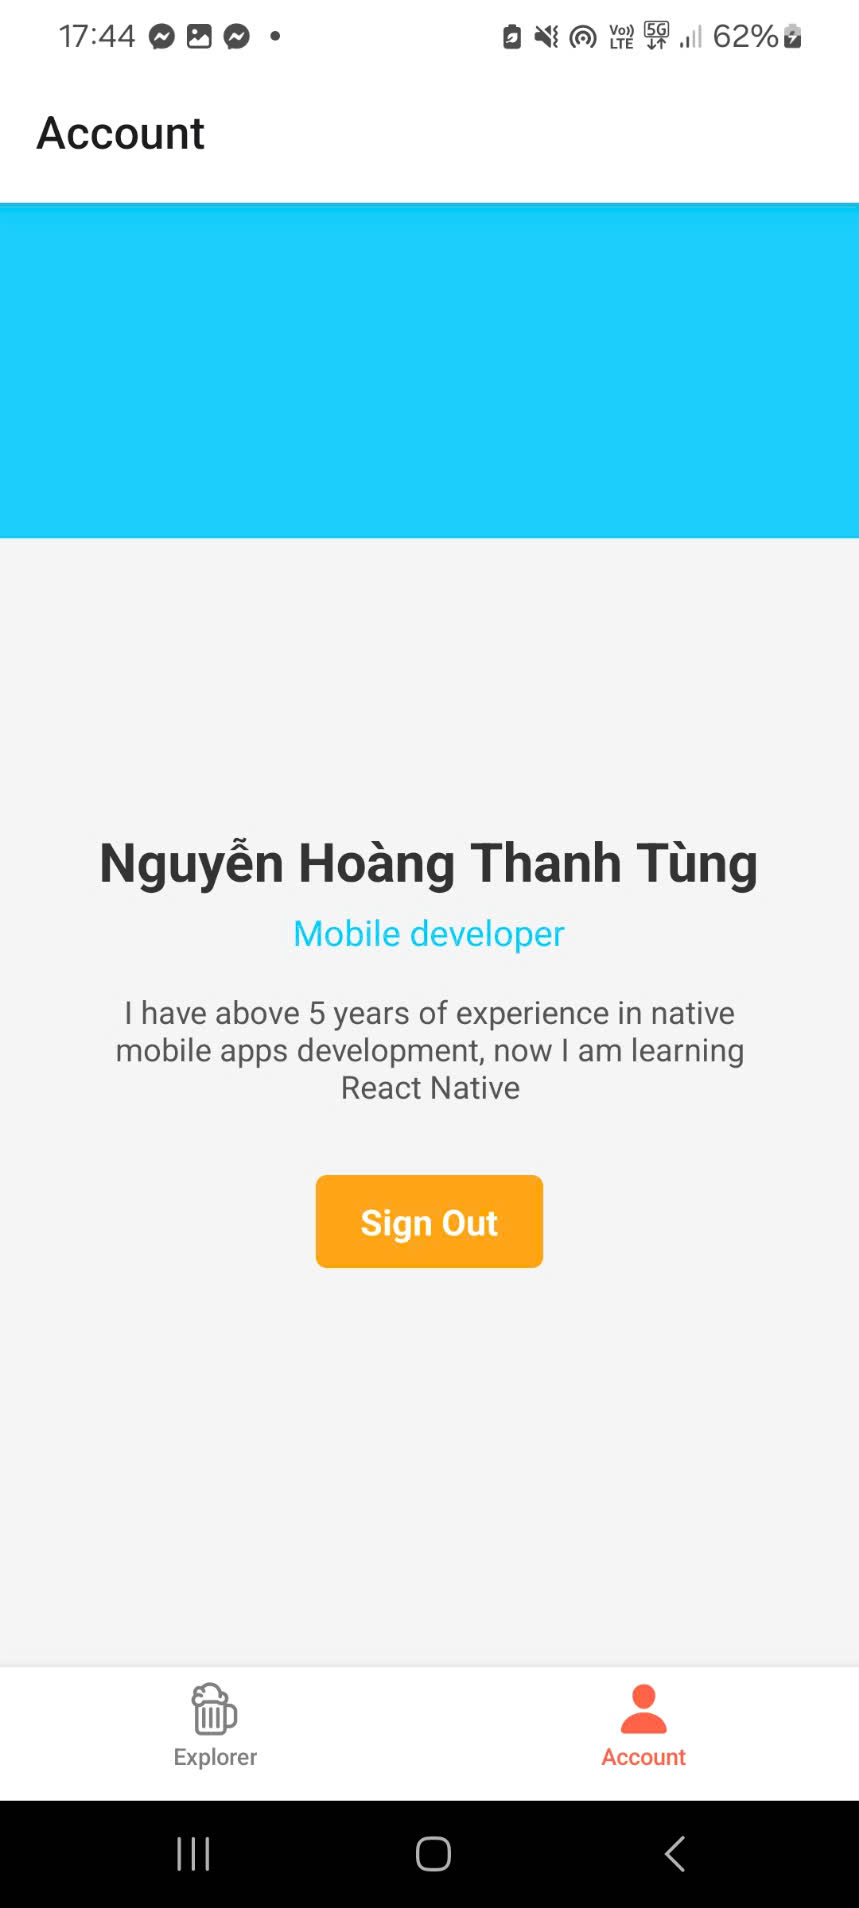 17:44
Vo)) LTE 5G 62%
Account
Nguyễn Hoàng Thanh Tùng
Mobile developer
I have above 5 years of experience in native
mobile apps development, now I am learning
React Native
Sign Out
Explorer
Account